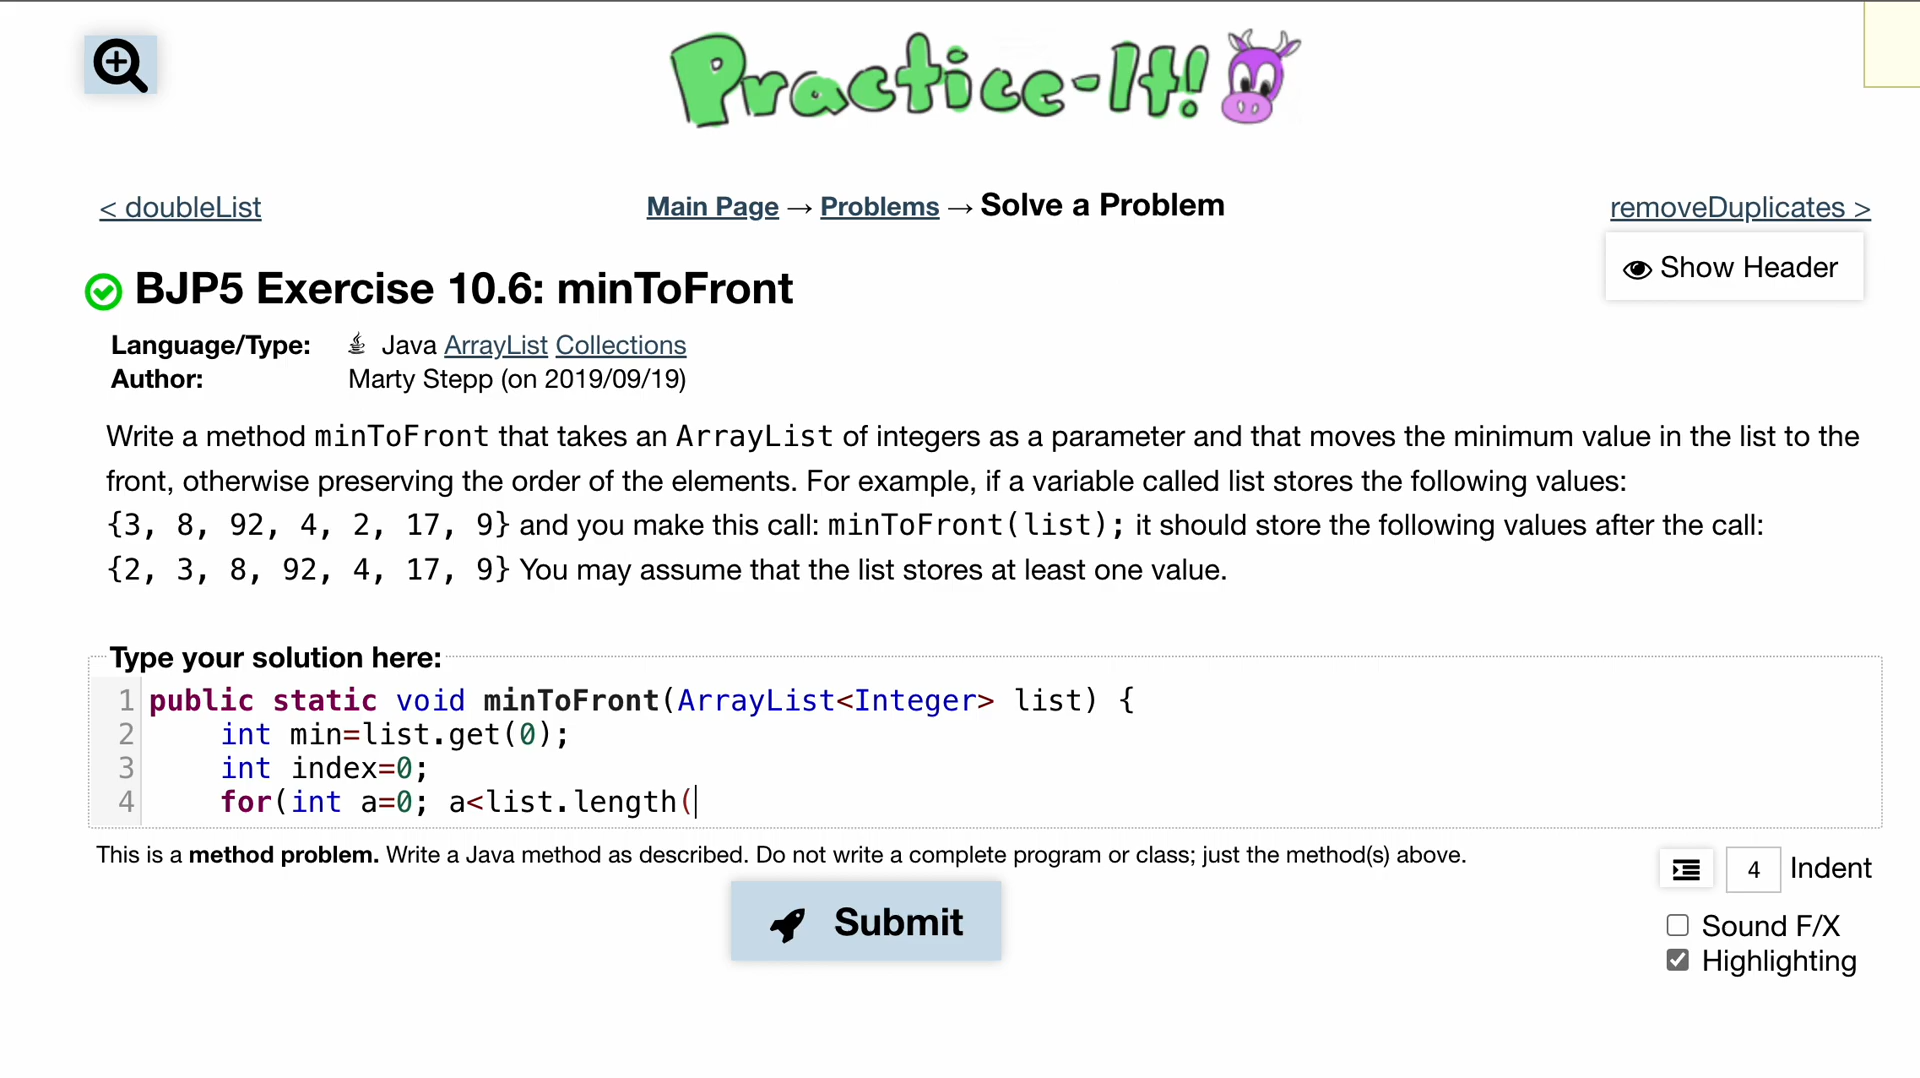 Practice-It!
< doubleList
Main Page → Problems → Solve a Problem
removeDuplicates >
Show Header
BJP5 Exercise 10.6: minToFront
Language/Type: Java ArrayList Collections
Author: Marty Stepp (on 2019/09/19)
Write a method minToFront that takes an ArrayList of integers as a parameter and that moves the minimum value in the list to the
front, otherwise preserving the order of the elements. For example, if a variable called list stores the following values:
{3, 8, 92, 4, 2, 17, 9} and you make this call: minToFront(list); it should store the following values after the call:
{2, 3, 8, 92, 4, 17, 9} You may assume that the list stores at least one value.
Type your solution here:
1 public static void minToFront(ArrayList<Integer> list) {
2     int min=list.get(0);
3     int index=0;
4     for(int a=0; a<list.length(
This is a method problem. Write a Java method as described. Do not write a complete program or class; just the method(s) above.
4 Indent
Submit
Sound F/X
Highlighting